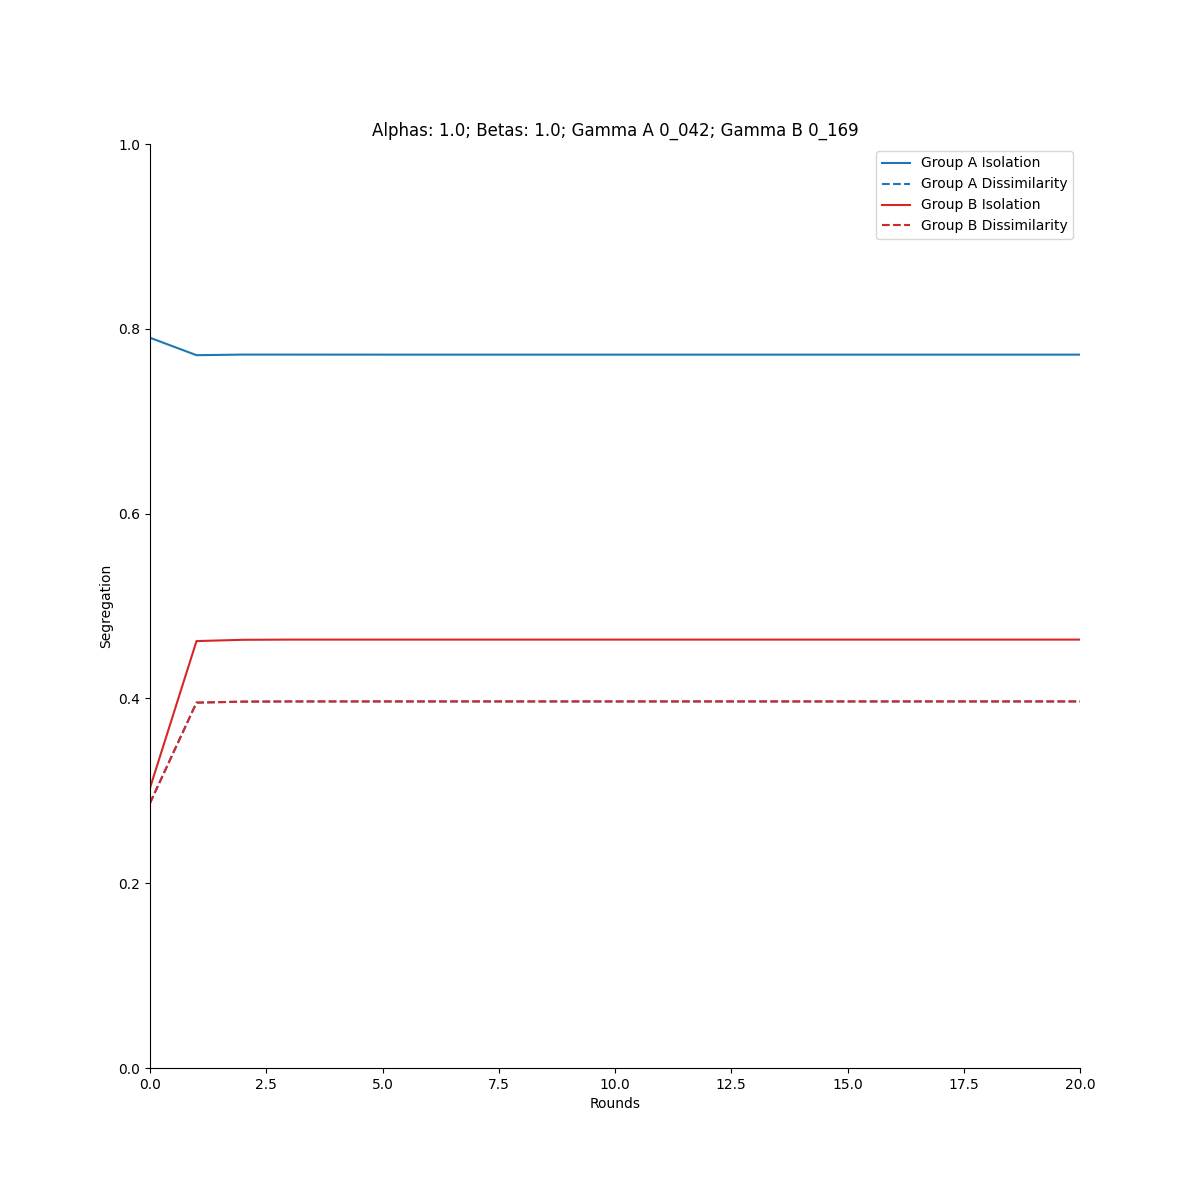 Alphas: 1.0; Betas: 1.0; Gamma A 0_042; Gamma B 0_169
Group A Isolation
Group A Dissimilarity
Group B Isolation
Group B Dissimilarity
1.0
0.8
0.6
0.4
0.2
0.0
Segregation
0.0 2.5 5.0 7.5 10.0 12.5 15.0 17.5 20.0
Rounds